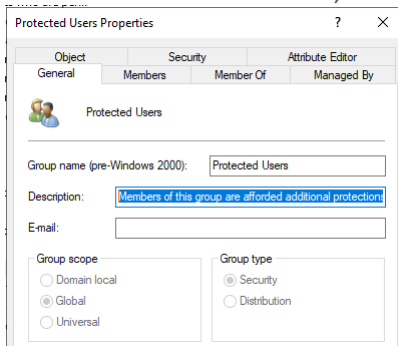 Protected Users Properties ? ×
Object Security Attribute Editor
General Members Member Of Managed By
Protected Users
Group name (pre-Windows 2000): Protected Users
Description: Members of this group are afforded additional protections
E-mail:
Group scope Group type
Domain local Security
Global Distribution
Universal